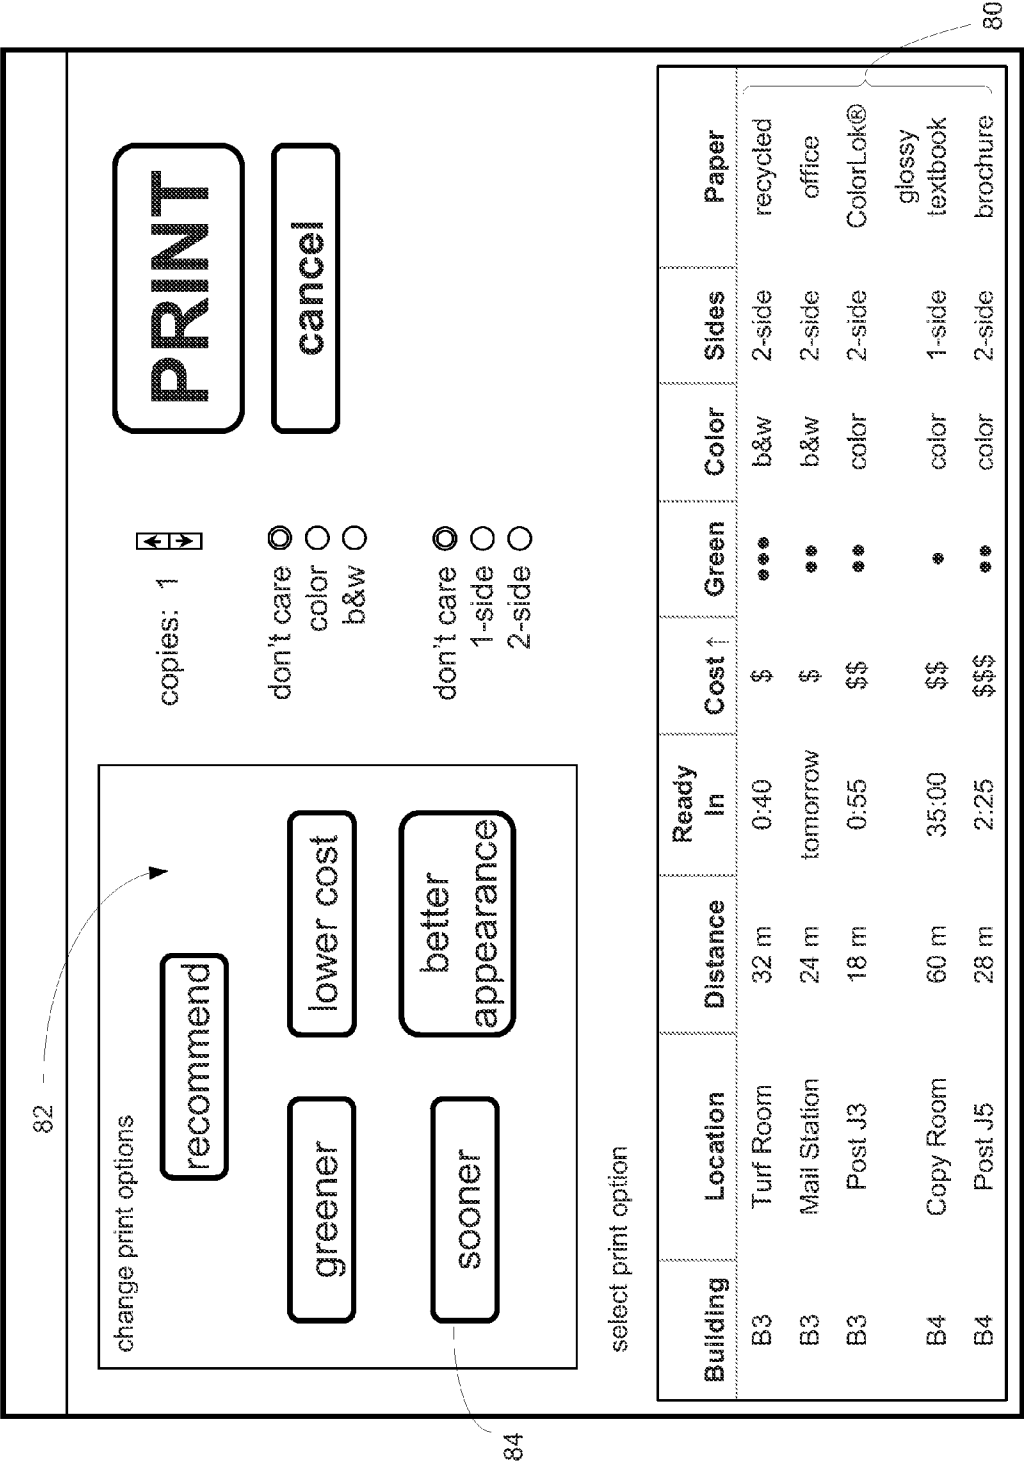 82
change print options
recommend
greener
lower cost
sooner
better
appearance
84
copies: 1
don't care
color
b&w
don't care
1-side
2-side
PRINT
cancel
select print option
Building Location Distance Ready In Cost ↑ Green Color Sides Paper
B3 Turf Room 32 m 0:40 $ ●●● b&w 2-side recycled
B3 Mail Station 24 m tomorrow $ ●● b&w 2-side office
B3 Post J3 18 m 0:55 $$ ●● color 2-side ColorLok®
B4 Copy Room 60 m 35:00 $$ ● color 1-side glossy textbook
B4 Post J5 28 m 2:25 $$$ ●● color 2-side brochure
80